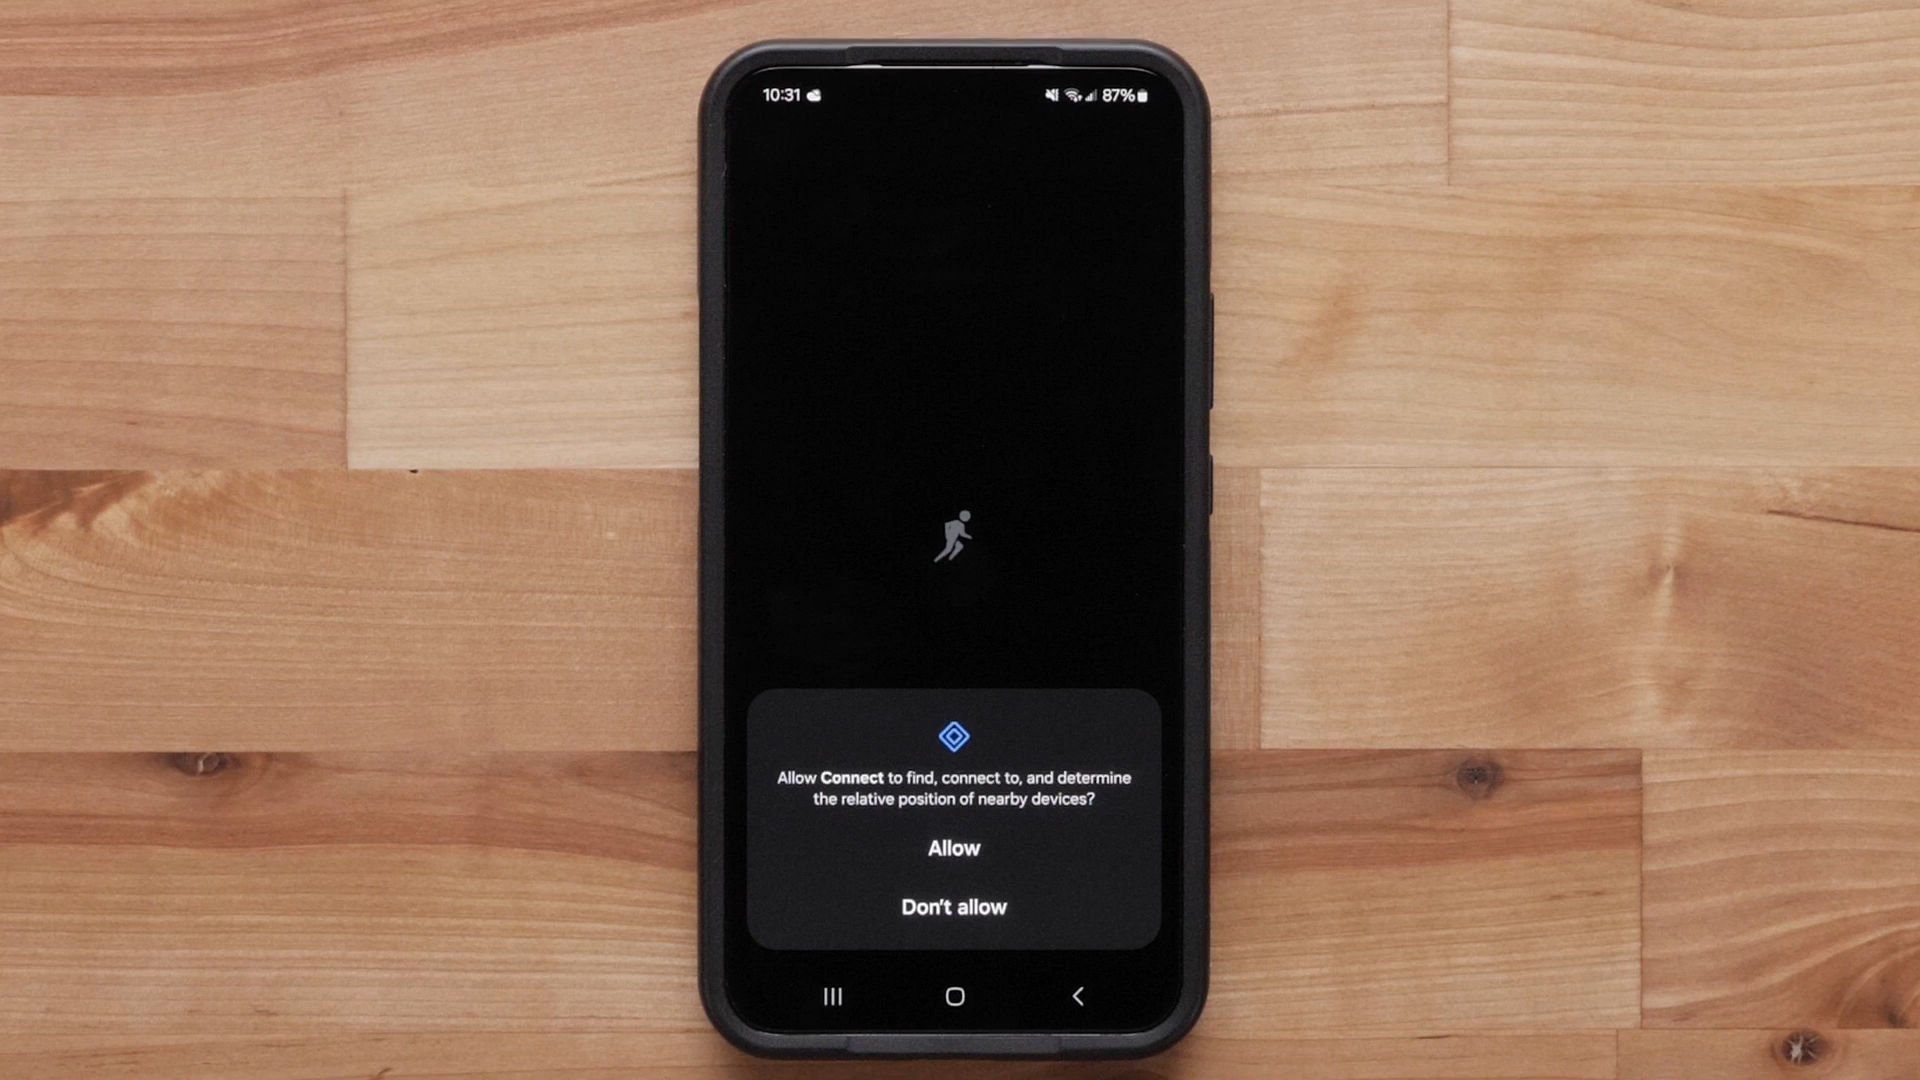 10:31
87%
Allow Connect to find, connect to, and determine
the relative position of nearby devices?
Allow
Don't allow